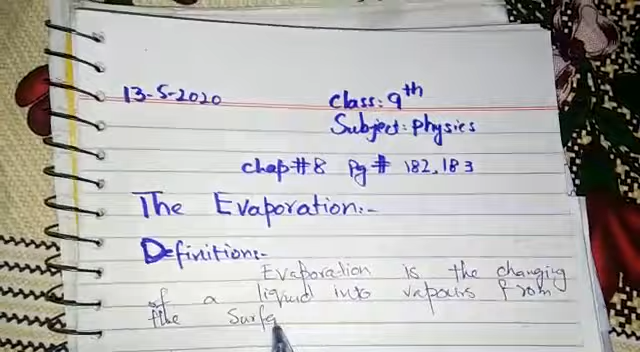 13-5-2020 Class: 9th
Subject: Physics
chap#8 Pg# 182,183
The Evaporation:-
Definition:-
Evaporation is the changing
of a liquid into vapours from
the Surfa